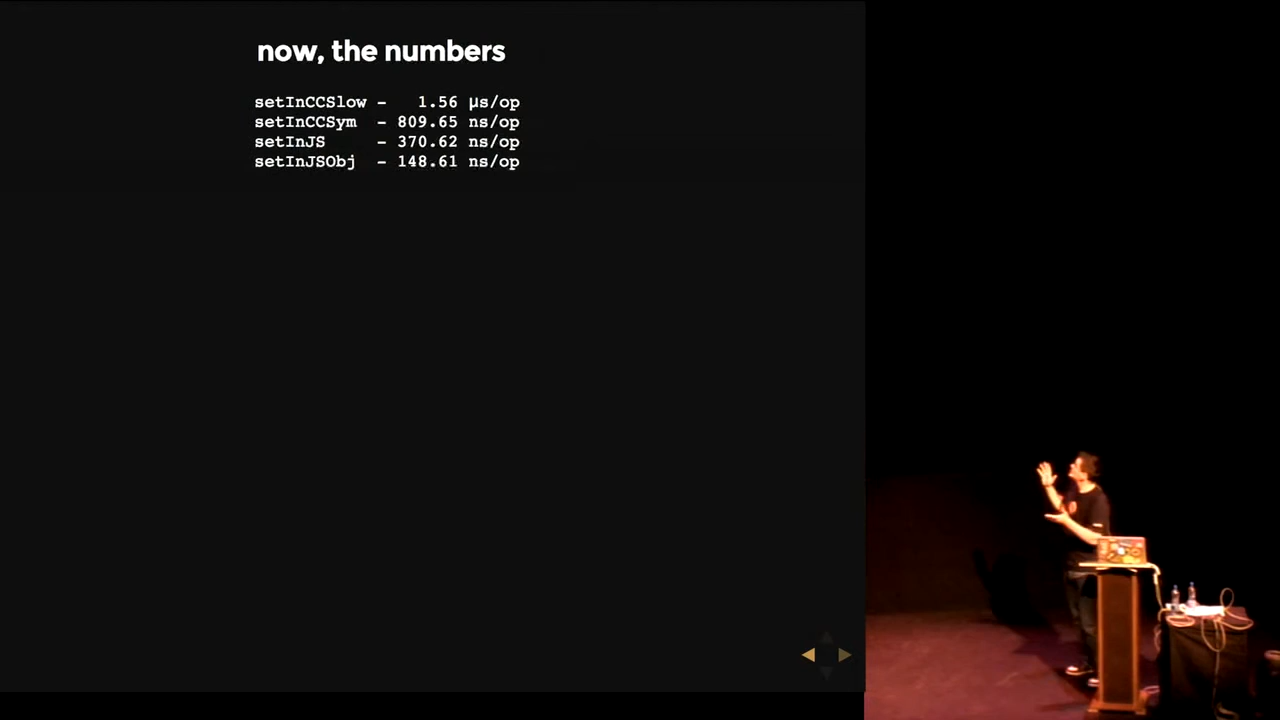 now, the numbers
setInCCSlow -   1.56 µs/op
setInCCSym  - 809.65 ns/op
setInJS     - 370.62 ns/op
setInJSObj  - 148.61 ns/op